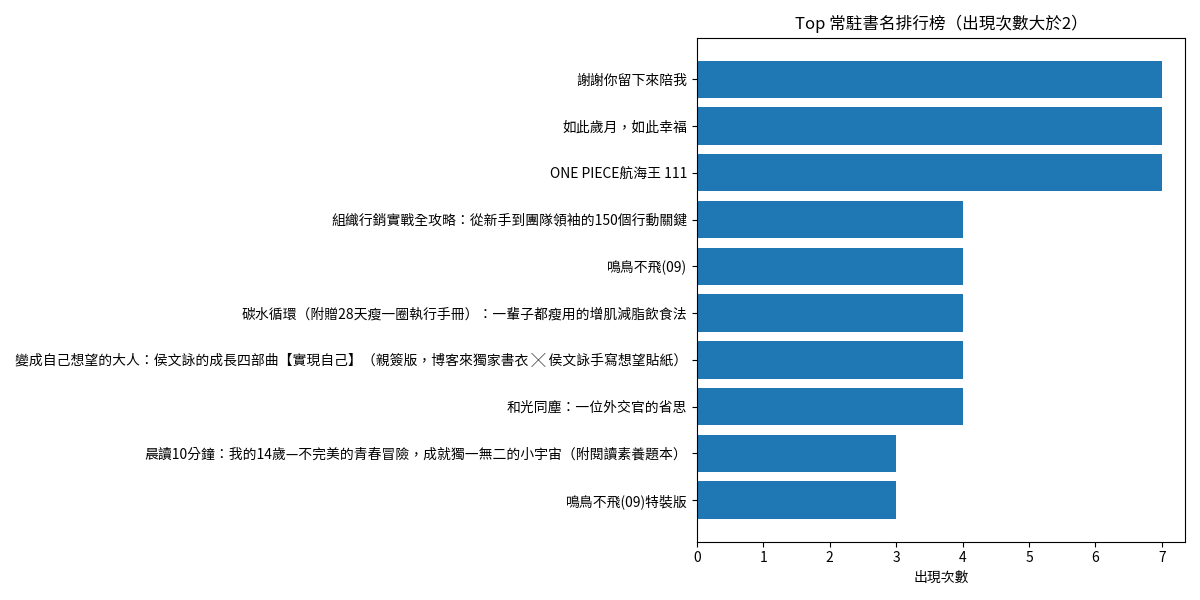 Top 常駐書名排行榜（出現次數大於2）
謝謝你留下來陪我
如此歲月，如此幸福
ONE PIECE航海王 111
組織行銷實戰全攻略：從新手到團隊領袖的150個行動關鍵
鳴鳥不飛(09)
碳水循環（附贈28天瘦一圈執行手冊）：一輩子都瘦用的增肌減脂飲食法
變成自己想望的大人：侯文詠的成長四部曲【實現自己】（親簽版，博客來獨家書衣╳侯文詠手寫想望貼紙）
和光同塵：一位外交官的省思
晨讀10分鐘：我的14歲—不完美的青春冒險，成就獨一無二的小宇宙（附閱讀素養題本）
鳴鳥不飛(09)特裝版
0 1 2 3 4 5 6 7
出現次數